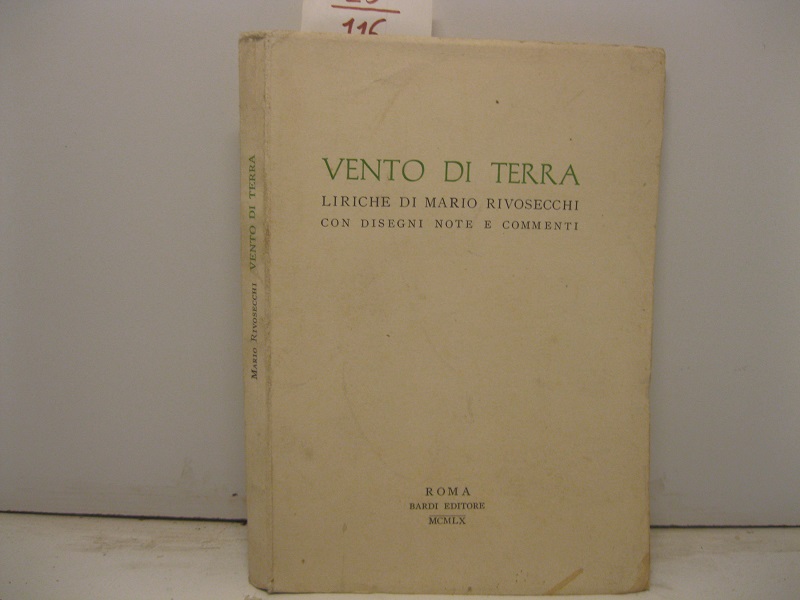 116
VENTO DI TERRA
LIRICHE DI MARIO RIVOSECCHI
CON DISEGNI NOTE E COMMENTI
ROMA
BARDI EDITORE
MCMLX
MARIO RIVOSECCHI VENTO DI TERRA